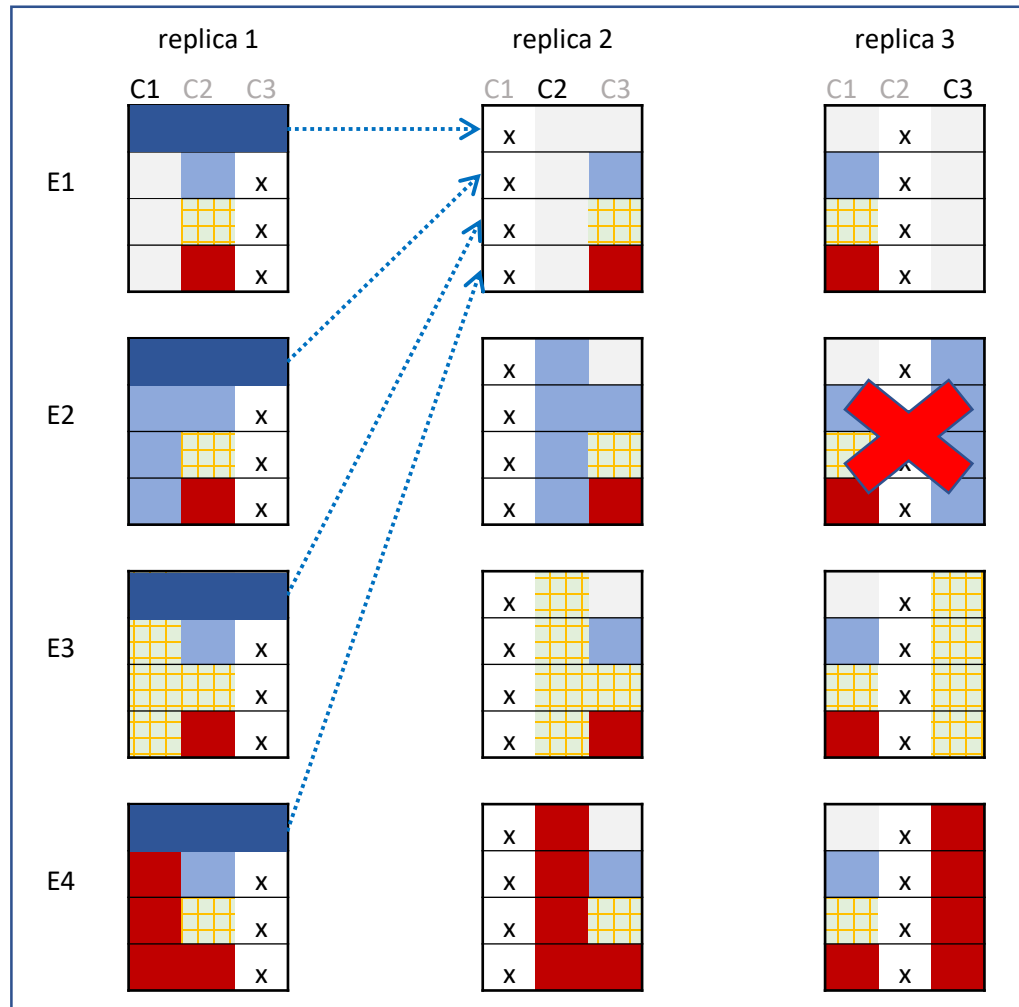 replica 1 replica 2 replica 3
C1 C2 C3 C1 C2 C3 C1 C2 C3
x x
E1 x x x
x x x
x x x
x x
E2 x x
x x x
x x x
x x
E3 x x x
x x x
x x x
x x
E4 x x x
x x x
x x x